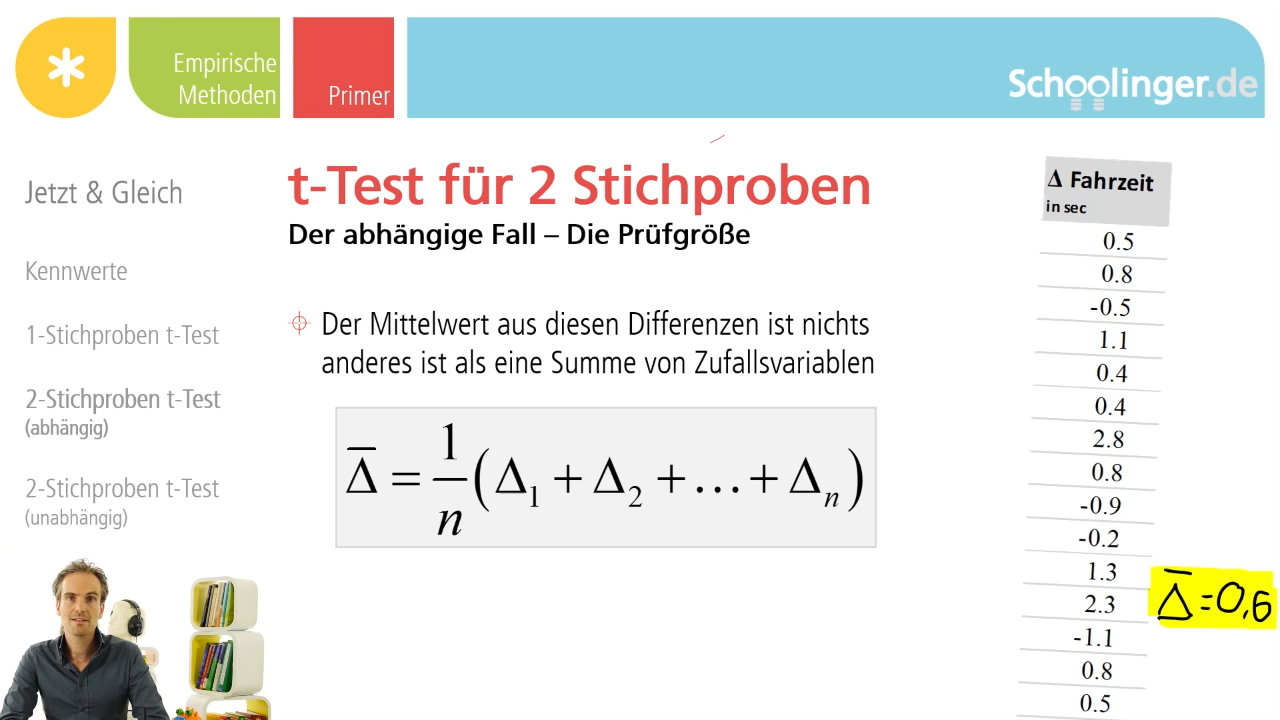 Empirische
Methoden
Primer
Schoolinger.de
Jetzt & Gleich
Kennwerte
1-Stichproben t-Test
2-Stichproben t-Test
(abhängig)
2-Stichproben t-Test
(unabhängig)
t-Test für 2 Stichproben
Der abhängige Fall – Die Prüfgröße
Der Mittelwert aus diesen Differenzen ist nichts
anderes ist als eine Summe von Zufallsvariablen
Δ̅ = 1/n (Δ₁ + Δ₂ + … + Δₙ)
Δ Fahrzeit
in sec
0.5
0.8
-0.5
1.1
0.4
0.4
2.8
0.8
-0.9
-0.2
1.3
2.3
-1.1
0.8
0.5
Δ̅ = 0,6